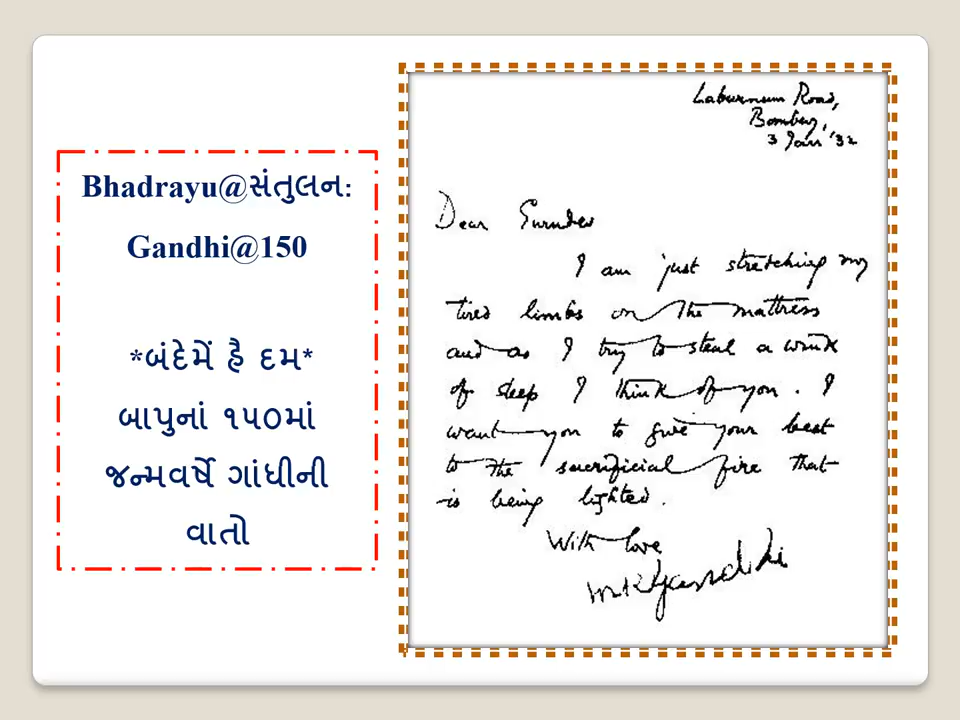 Bhadrayu@સંતુલન:
Gandhi@150
*બંદેમેં હૈ દમ*
બાપુનાં ૧૫૦માં
જન્મવર્ષે ગાંધીની
વાતો
Laburnum Road,
Bombay,
3 Jan '32
Dear Gurudev
I am just stretching my
tired limbs on the mattress
and as I try to steal a wink
of sleep I think of you. I
want you to give your best
to the sacrificial fire that
is being lighted.
With love
MKGandhi